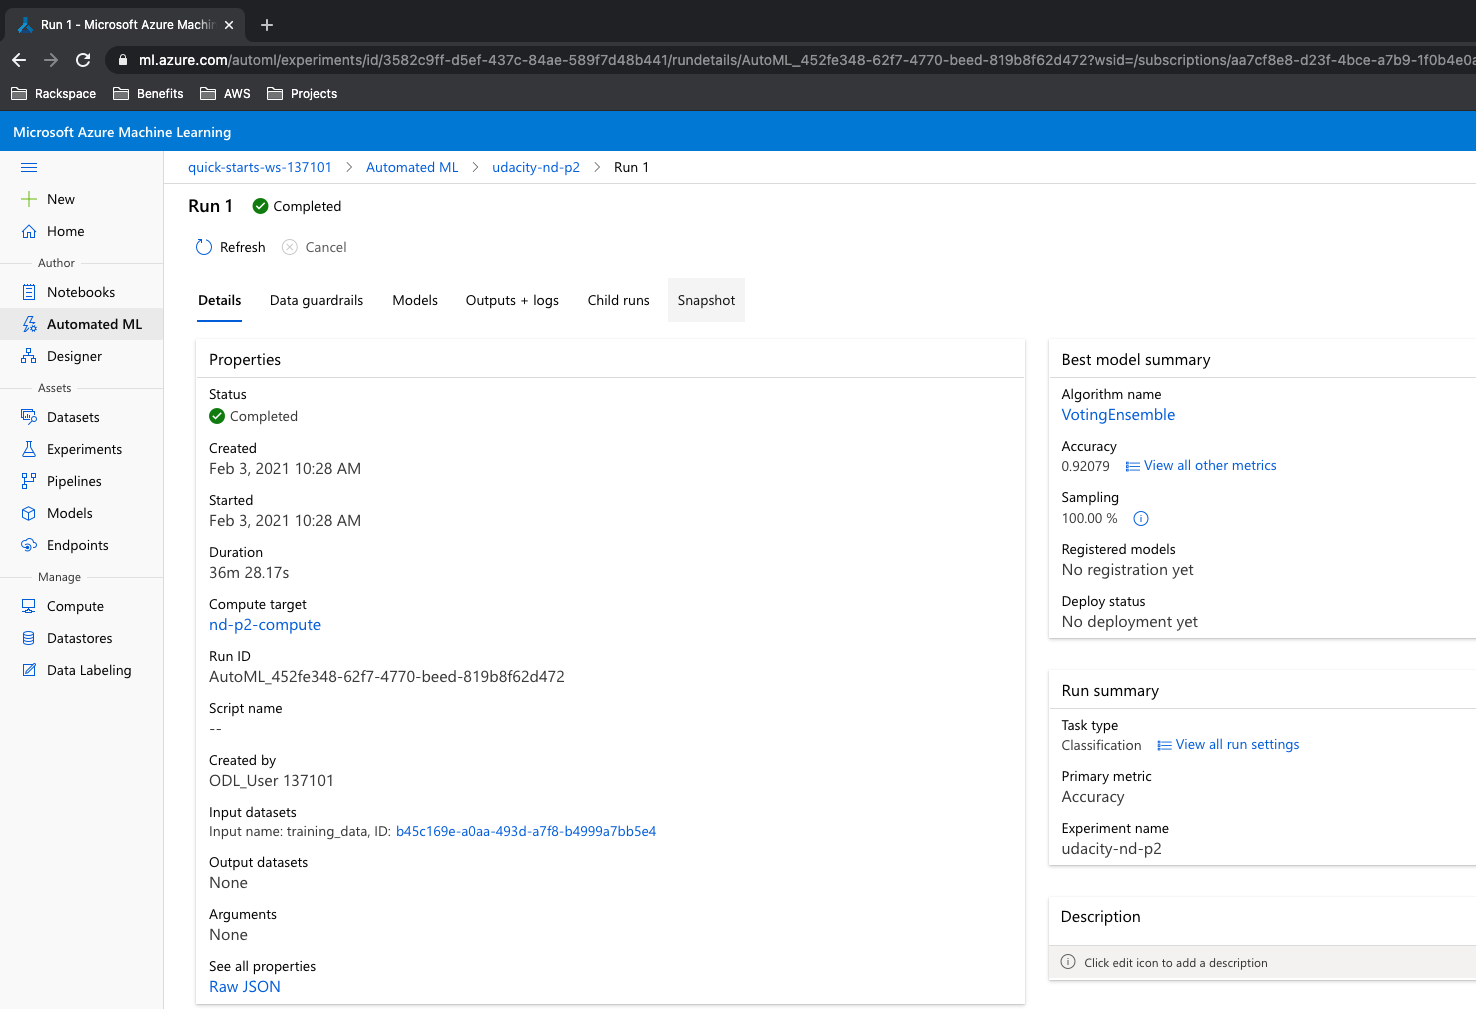 Run 1 - Microsoft Azure Machin
ml.azure.com/automl/experiments/id/3582c9ff-d5ef-437c-84ae-589f7d48b441/rundetails/AutoML_452fe348-62f7-4770-beed-819b8f62d472?wsid=/subscriptions/aa7cf8e8-d23f-4bce-a7b9-1f0b4e0a
Rackspace Benefits AWS Projects
Microsoft Azure Machine Learning
New
Home
Author
Notebooks
Automated ML
Designer
Assets
Datasets
Experiments
Pipelines
Models
Endpoints
Manage
Compute
Datastores
Data Labeling
quick-starts-ws-137101 > Automated ML > udacity-nd-p2 > Run 1
Run 1 Completed
Refresh Cancel
Details Data guardrails Models Outputs + logs Child runs Snapshot
Properties
Status
Completed
Created
Feb 3, 2021 10:28 AM
Started
Feb 3, 2021 10:28 AM
Duration
36m 28.17s
Compute target
nd-p2-compute
Run ID
AutoML_452fe348-62f7-4770-beed-819b8f62d472
Script name
--
Created by
ODL_User 137101
Input datasets
Input name: training_data, ID: b45c169e-a0aa-493d-a7f8-b4999a7bb5e4
Output datasets
None
Arguments
None
See all properties
Raw JSON
Best model summary
Algorithm name
VotingEnsemble
Accuracy
0.92079 View all other metrics
Sampling
100.00 %
Registered models
No registration yet
Deploy status
No deployment yet
Run summary
Task type
Classification View all run settings
Primary metric
Accuracy
Experiment name
udacity-nd-p2
Description
Click edit icon to add a description